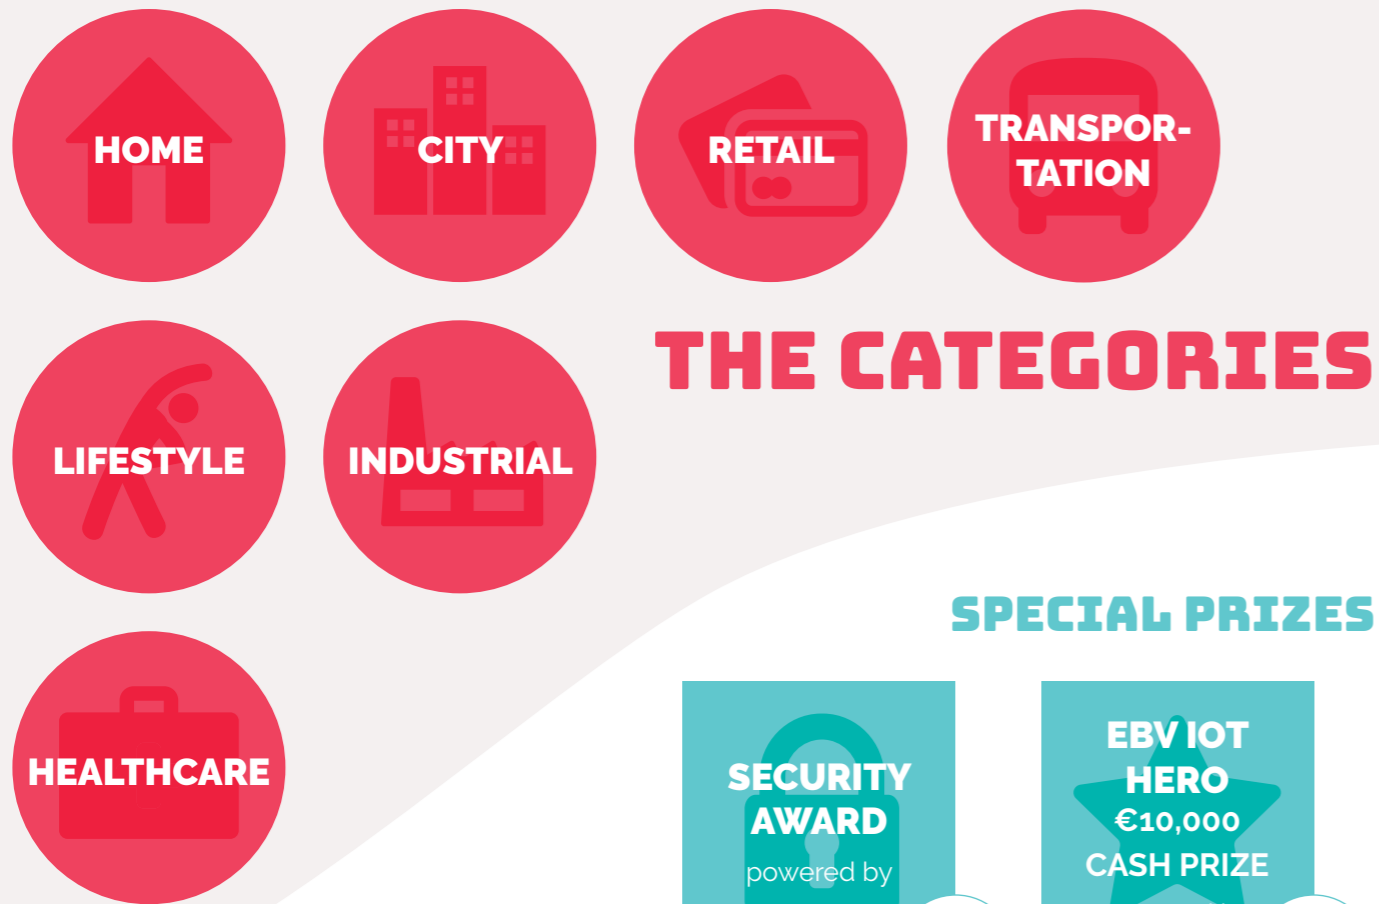 HOME
CITY
RETAIL
TRANSPOR-
TATION
THE CATEGORIES
LIFESTYLE
INDUSTRIAL
HEALTHCARE
SPECIAL PRIZES
SECURITY
AWARD
powered by
EBV IOT
HERO
€10,000
CASH PRIZE